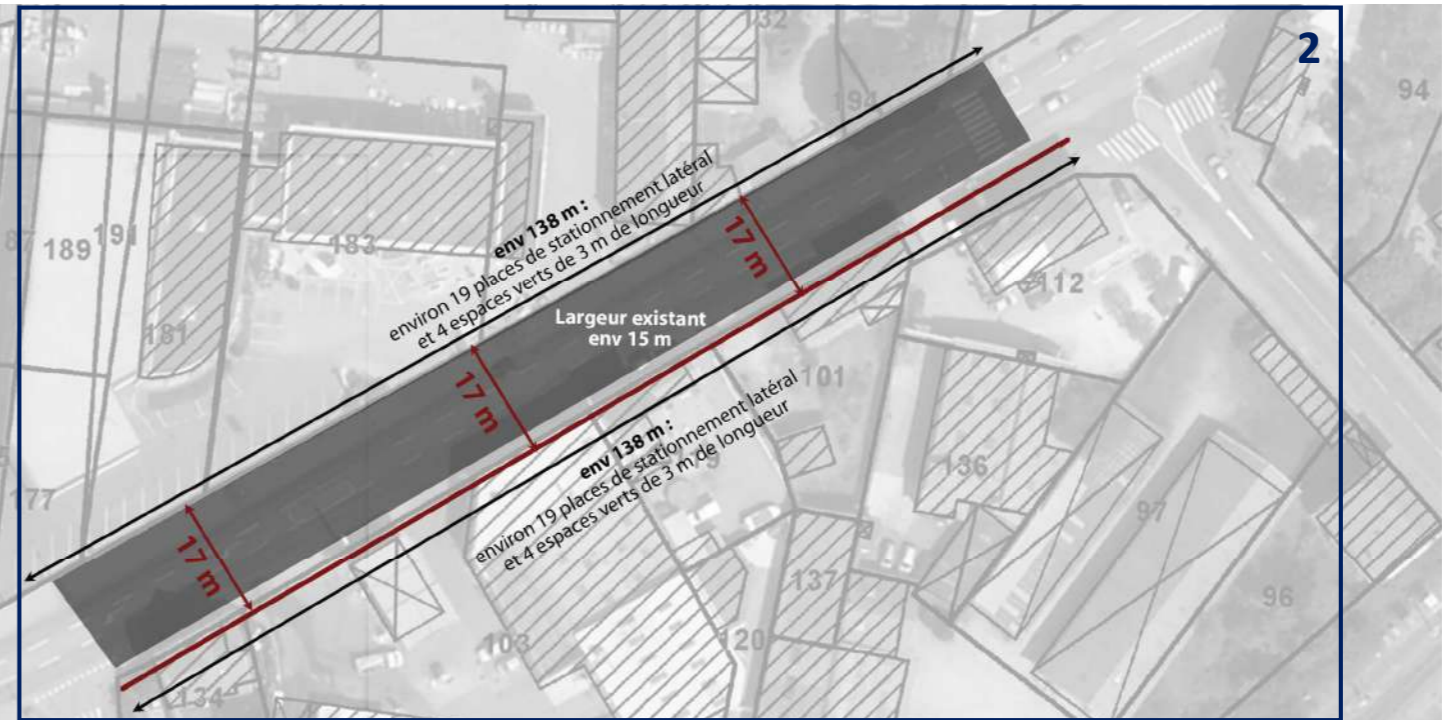 2
132
194
94
87
189
191
183
181
177
env 138 m :
environ 19 places de stationnement latéral
et 4 espaces verts de 3 m de longueur
17 m
Largeur existant
env 15 m
17 m
17 m
112
101
env 138 m :
environ 19 places de stationnement latéral
et 4 espaces verts de 3 m de longueur
136
97
96
137
120
103
134